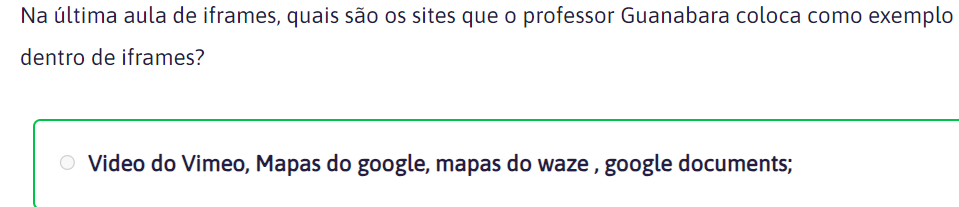 Na última aula de iframes, quais são os sites que o professor Guanabara coloca como exemplo
dentro de iframes?
Video do Vimeo, Mapas do google, mapas do waze , google documents;